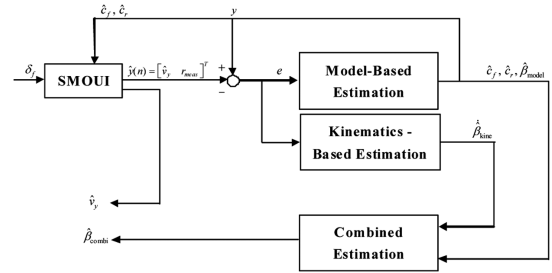 ĉ_f, ĉ_r
y
δ_f
SMOUI
ŷ(n) = [v̂_y r_meas]^T
+
−
e
Model-Based
Estimation
ĉ_f, ĉ_r, β̂_model
Kinematics -
Based Estimation
β̂̇_kine
v̂_y
β̂_combi
Combined
Estimation